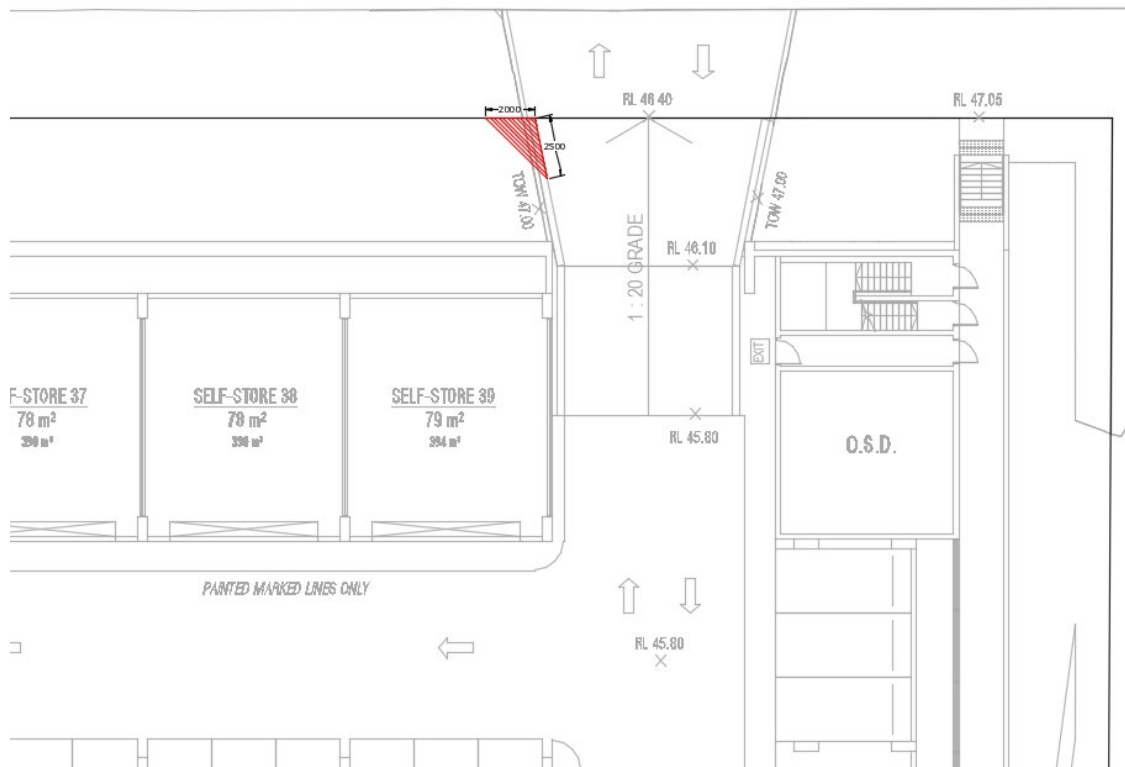 RL 46.40
RL 47.05
2000
2500
TOW 47.00
TOW 47.00
RL 46.10
1 : 20 GRADE
EXIT
F-STORE 37
78 m²
SELF-STORE 38
78 m²
SELF-STORE 39
79 m²
RL 45.80
O.S.D.
PAINTED MARKED LINES ONLY
RL 45.80